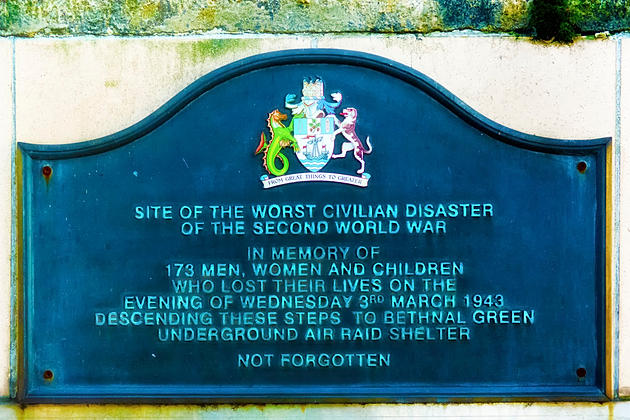 FROM GREAT THINGS TO GREATER
SITE OF THE WORST CIVILIAN DISASTER
OF THE SECOND WORLD WAR
IN MEMORY OF
173 MEN, WOMEN AND CHILDREN
WHO LOST THEIR LIVES ON THE
EVENING OF WEDNESDAY 3RD MARCH 1943
DESCENDING THESE STEPS TO BETHNAL GREEN
UNDERGROUND AIR RAID SHELTER
NOT FORGOTTEN